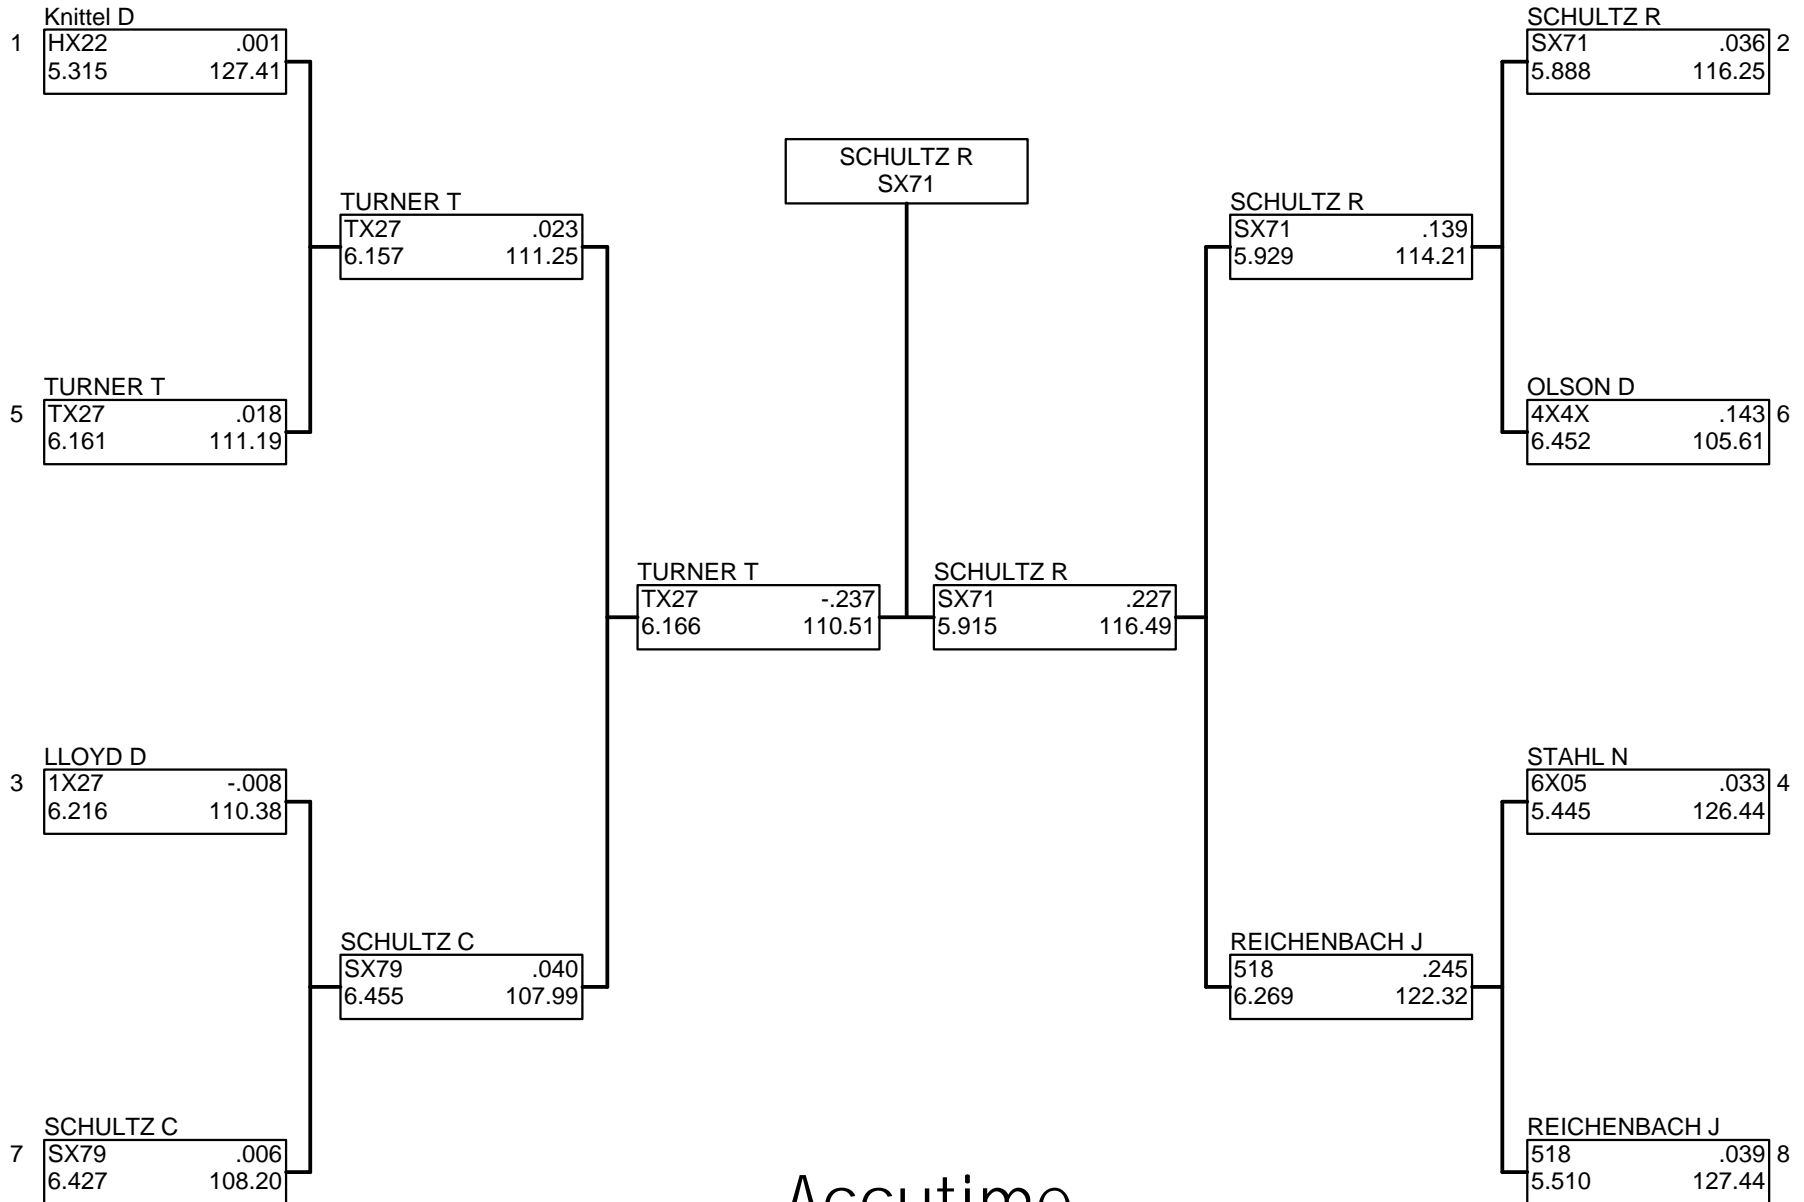 Knittel D
1 HX22 .001
5.315 127.41
TURNER T
5 TX27 .018
6.161 111.19
LLOYD D
3 1X27 -.008
6.216 110.38
SCHULTZ C
7 SX79 .006
6.427 108.20
TURNER T
TX27 .023
6.157 111.25
SCHULTZ C
SX79 .040
6.455 107.99
TURNER T
TX27 -.237
6.166 110.51
SCHULTZ R
SX71
SCHULTZ R
SX71 .227
5.915 116.49
SCHULTZ R
SX71 .139
5.929 114.21
REICHENBACH J
518 .245
6.269 122.32
SCHULTZ R
SX71 .036 2
5.888 116.25
OLSON D
4X4X .143 6
6.452 105.61
STAHL N
6X05 .033 4
5.445 126.44
REICHENBACH J
518 .039 8
5.510 127.44
Accutime